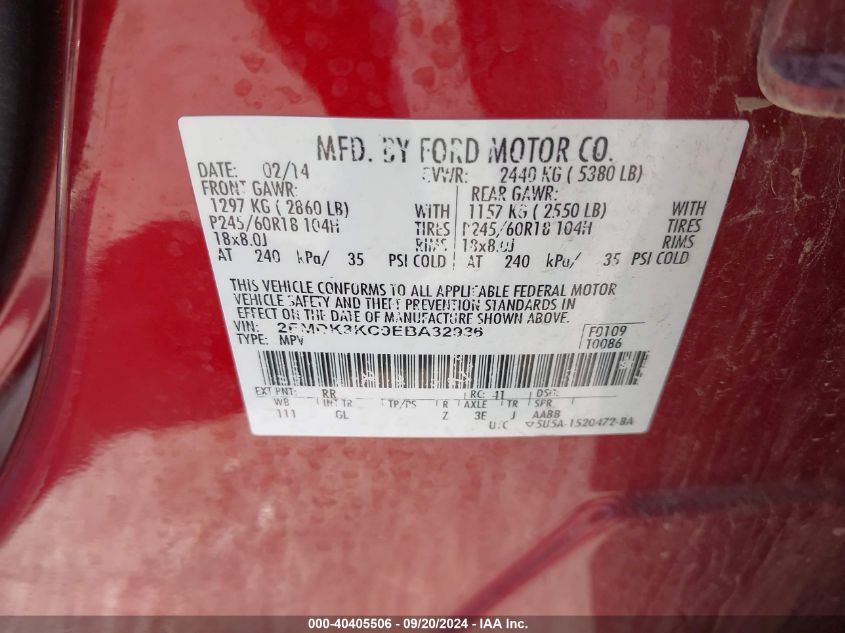 MFD. BY FORD MOTOR CO.
DATE: 02/14 GVWR: 2440 KG ( 5380 LB)
FRONT GAWR: REAR GAWR:
1297 KG ( 2860 LB) WITH 1157 KG ( 2550 LB) WITH
P245/60R18 104H TIRES P245/60R18 104H TIRES
18x8.0J RIMS 18x8.0J RIMS
AT 240 kPa/ 35 PSI COLD AT 240 kPa/ 35 PSI COLD
THIS VEHICLE CONFORMS TO ALL APPLICABLE FEDERAL MOTOR
VEHICLE SAFETY AND THEFT PREVENTION STANDARDS IN
EFFECT ON THE DATE OF MANUFACTURE SHOWN ABOVE.
VIN: 2FMDK3KC9EBA32936 F0109
TYPE: MPV T0086
EXT PNT: RR RC: 41 DSO:
WB INT TR TP/PS R AXLE TR SPR
111 GL Z 3E J AABB
UTC 5U5A-1520472-BA
000-40405506 - 09/20/2024 - IAA Inc.